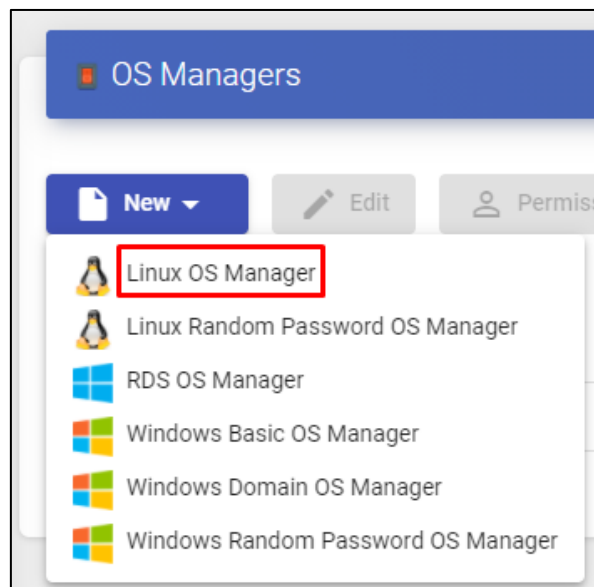 OS Managers
New Edit
Linux OS Manager
Linux Random Password OS Manager
RDS OS Manager
Windows Basic OS Manager
Windows Domain OS Manager
Windows Random Password OS Manager